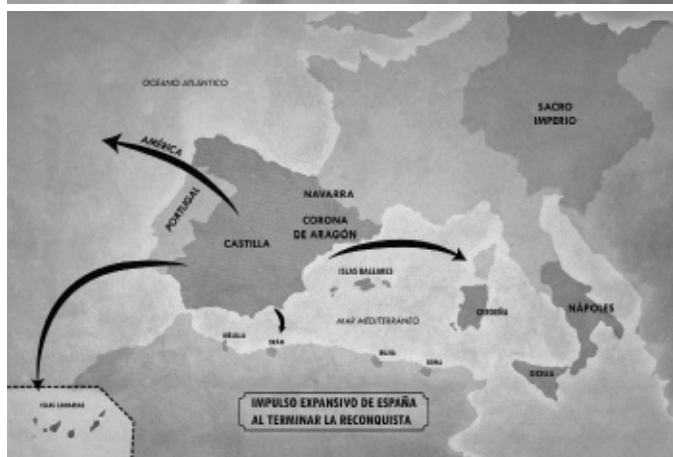 OCÉANO ATLÁNTICO
SACRO
IMPERIO
AMÉRICA
PORTUGAL
NAVARRA
CORONA
DE ARAGÓN
CASTILLA
ISLAS BALEARES
CERDEÑA
NÁPOLES
MAR MEDITERRÁNEO
MELILLA
ORÁN
SICILIA
ISLAS CANARIAS
IMPULSO EXPANSIVO DE ESPAÑA
AL TERMINAR LA RECONQUISTA